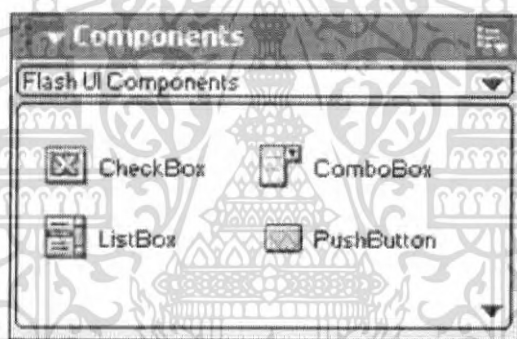 Components
Flash UI Components
CheckBox ComboBox
ListBox PushButton